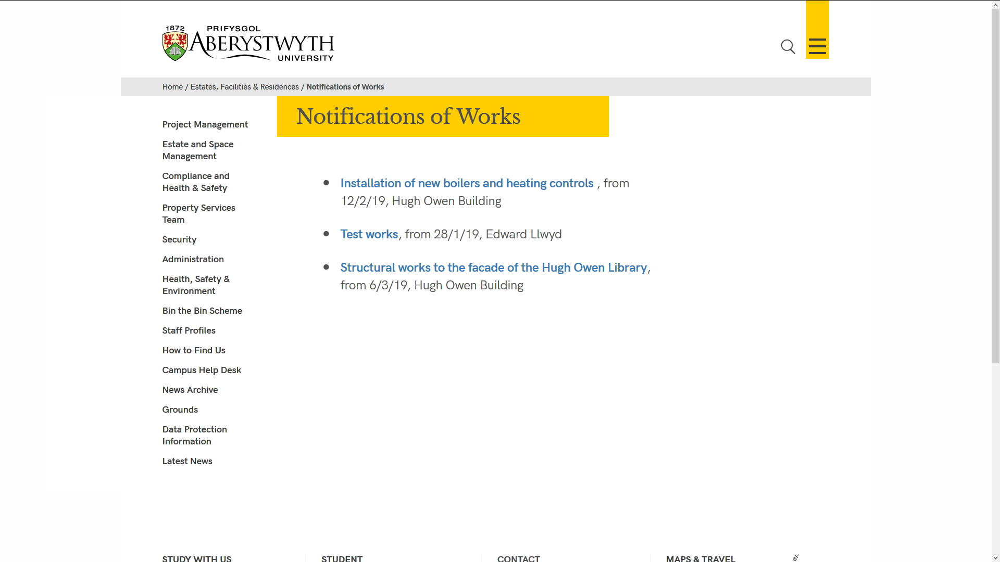 1872
PRIFYSGOL
ABERYSTWYTH
UNIVERSITY
Home / Estates, Facilities & Residences / Notifications of Works
Notifications of Works
Project Management
Estate and Space
Management
Compliance and
Health & Safety
Property Services
Team
Security
Administration
Health, Safety &
Environment
Bin the Bin Scheme
Staff Profiles
How to Find Us
Campus Help Desk
News Archive
Grounds
Data Protection
Information
Latest News
• Installation of new boilers and heating controls , from
12/2/19, Hugh Owen Building
• Test works, from 28/1/19, Edward Llwyd
• Structural works to the facade of the Hugh Owen Library,
from 6/3/19, Hugh Owen Building
STUDY WITH US
STUDENT
CONTACT
MAPS & TRAVEL